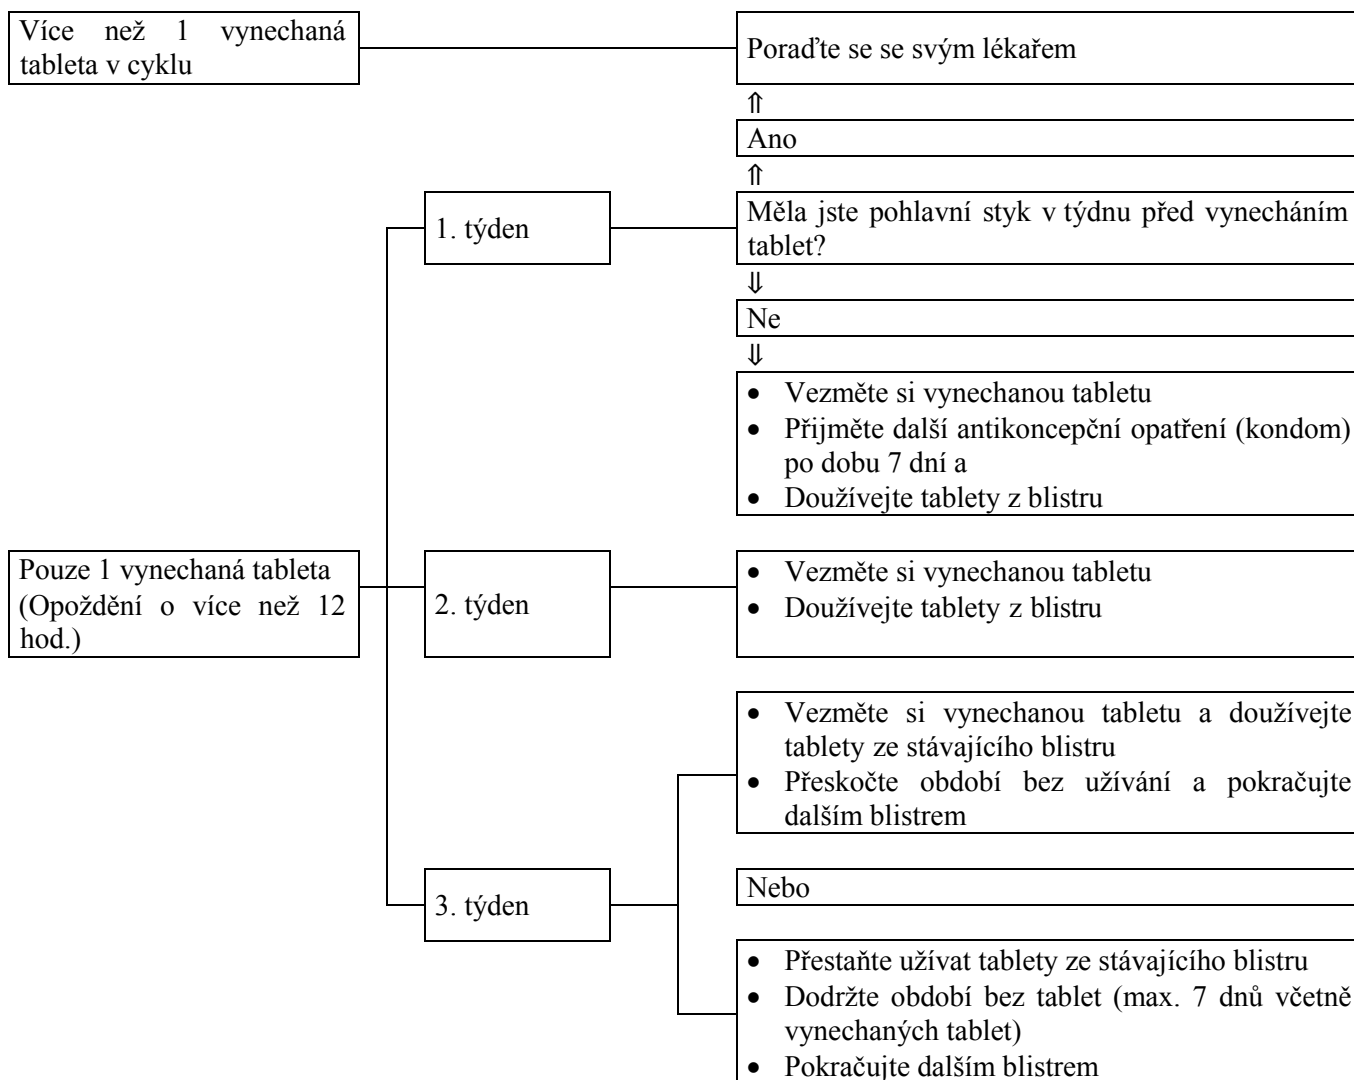 Více než 1 vynechaná
tableta v cyklu
Poraďte se se svým lékařem
⇑
Ano
⇑
1. týden
Měla jste pohlavní styk v týdnu před vynecháním
tablet?
⇓
Ne
⇓
• Vezměte si vynechanou tabletu
• Přijměte další antikoncepční opatření (kondom)
po dobu 7 dní a
• Doužívejte tablety z blistru
Pouze 1 vynechaná tableta
(Opoždění o více než 12
hod.)
2. týden
• Vezměte si vynechanou tabletu
• Doužívejte tablety z blistru
• Vezměte si vynechanou tabletu a doužívejte
tablety ze stávajícího blistru
• Přeskočte období bez užívání a pokračujte
dalším blistrem
3. týden
Nebo
• Přestaňte užívat tablety ze stávajícího blistru
• Dodržte období bez tablet (max. 7 dnů včetně
vynechaných tablet)
• Pokračujte dalším blistrem